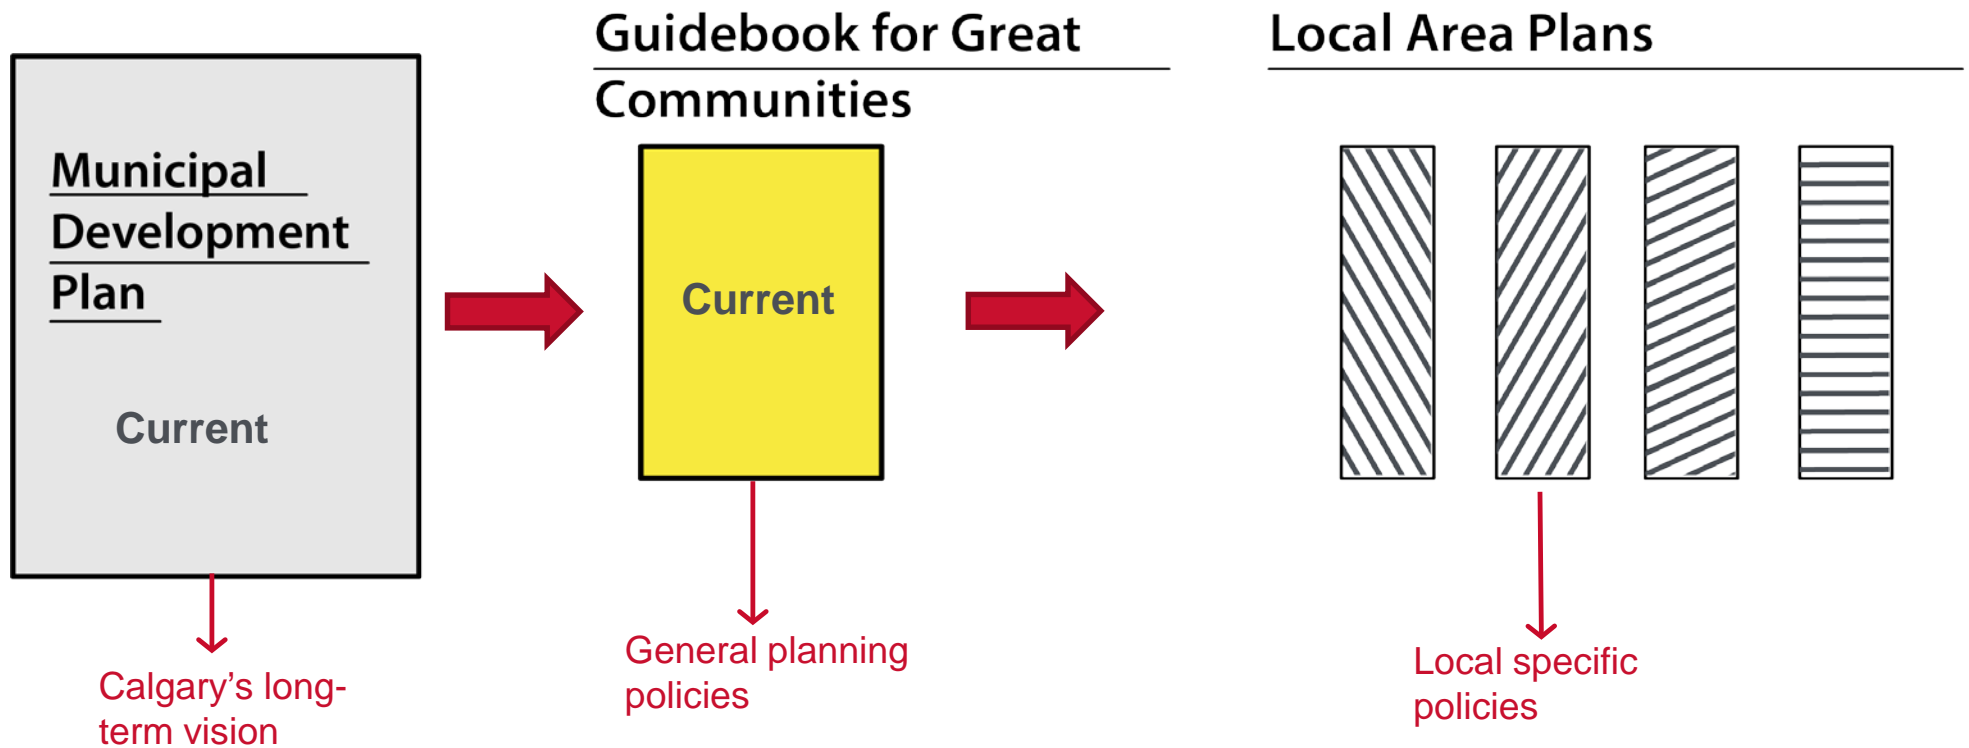 Municipal
Development
Plan
Current
Calgary's long-
term vision
Guidebook for Great
Communities
Current
General planning
policies
Local Area Plans
Local specific
policies